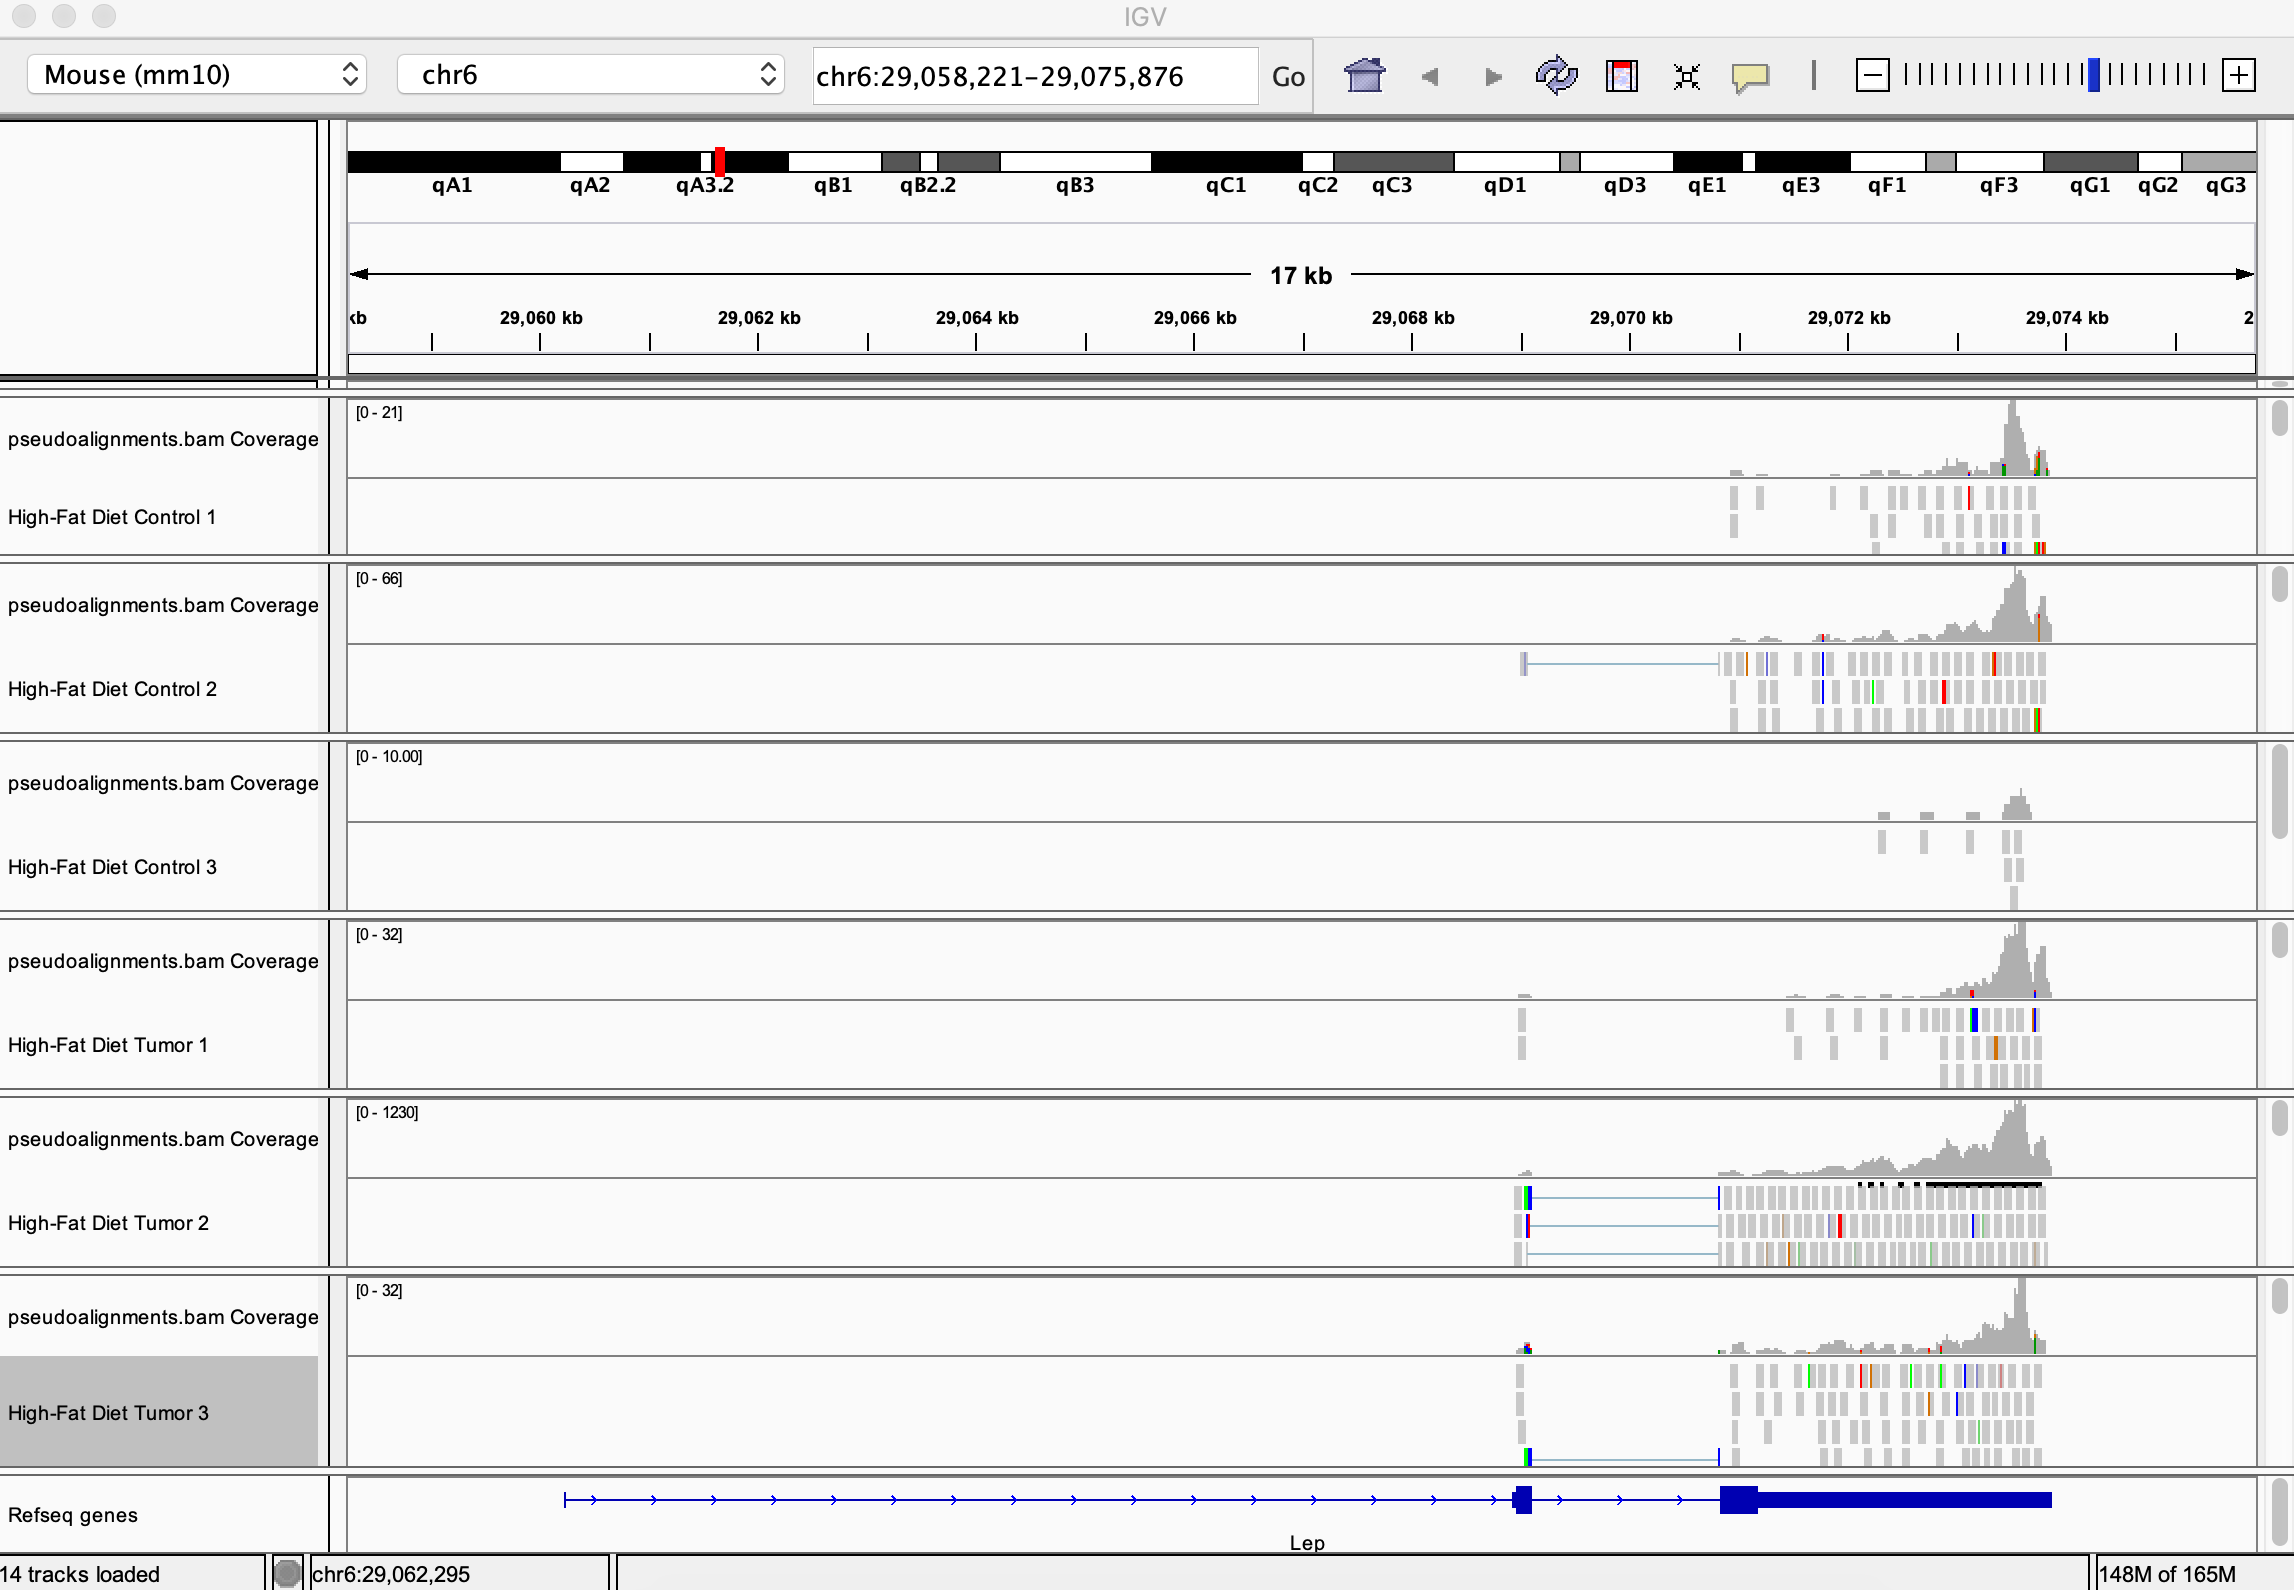 IGV
Mouse (mm10) chr6 chr6:29,058,221-29,075,876 Go
qA1 qA2 qA3.2 qB1 qB2.2 qB3 qC1 qC2 qC3 qD1 qD3 qE1 qE3 qF1 qF3 qG1 qG2 qG3
17 kb
kb 29,060 kb 29,062 kb 29,064 kb 29,066 kb 29,068 kb 29,070 kb 29,072 kb 29,074 kb 2
[0 - 21]
pseudoalignments.bam Coverage
High-Fat Diet Control 1
[0 - 66]
pseudoalignments.bam Coverage
High-Fat Diet Control 2
[0 - 10.00]
pseudoalignments.bam Coverage
High-Fat Diet Control 3
[0 - 32]
pseudoalignments.bam Coverage
High-Fat Diet Tumor 1
[0 - 1230]
pseudoalignments.bam Coverage
High-Fat Diet Tumor 2
[0 - 32]
pseudoalignments.bam Coverage
High-Fat Diet Tumor 3
Refseq genes
Lep
14 tracks loaded chr6:29,062,295 148M of 165M